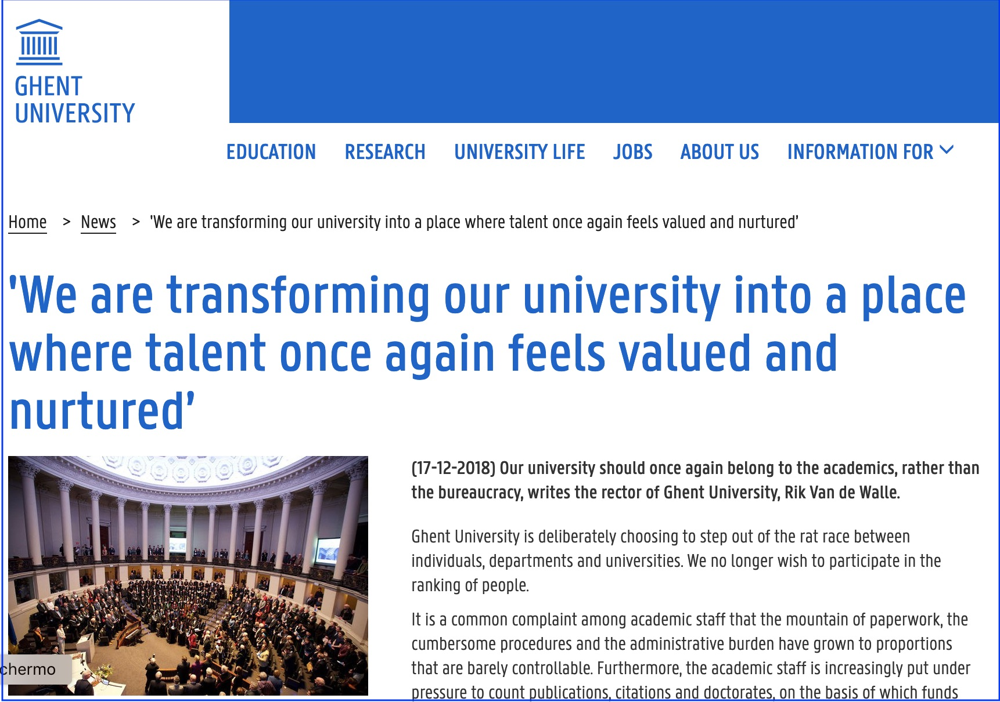 GHENT
UNIVERSITY
EDUCATION RESEARCH UNIVERSITY LIFE JOBS ABOUT US INFORMATION FOR
Home > News > 'We are transforming our university into a place where talent once again feels valued and nurtured’
'We are transforming our university into a place
where talent once again feels valued and
nurtured’
(17-12-2018) Our university should once again belong to the academics, rather than
the bureaucracy, writes the rector of Ghent University, Rik Van de Walle.
Ghent University is deliberately choosing to step out of the rat race between
individuals, departments and universities. We no longer wish to participate in the
ranking of people.
It is a common complaint among academic staff that the mountain of paperwork, the
cumbersome procedures and the administrative burden have grown to proportions
that are barely controllable. Furthermore, the academic staff is increasingly put under
pressure to count publications, citations and doctorates, on the basis of which funds
chermo